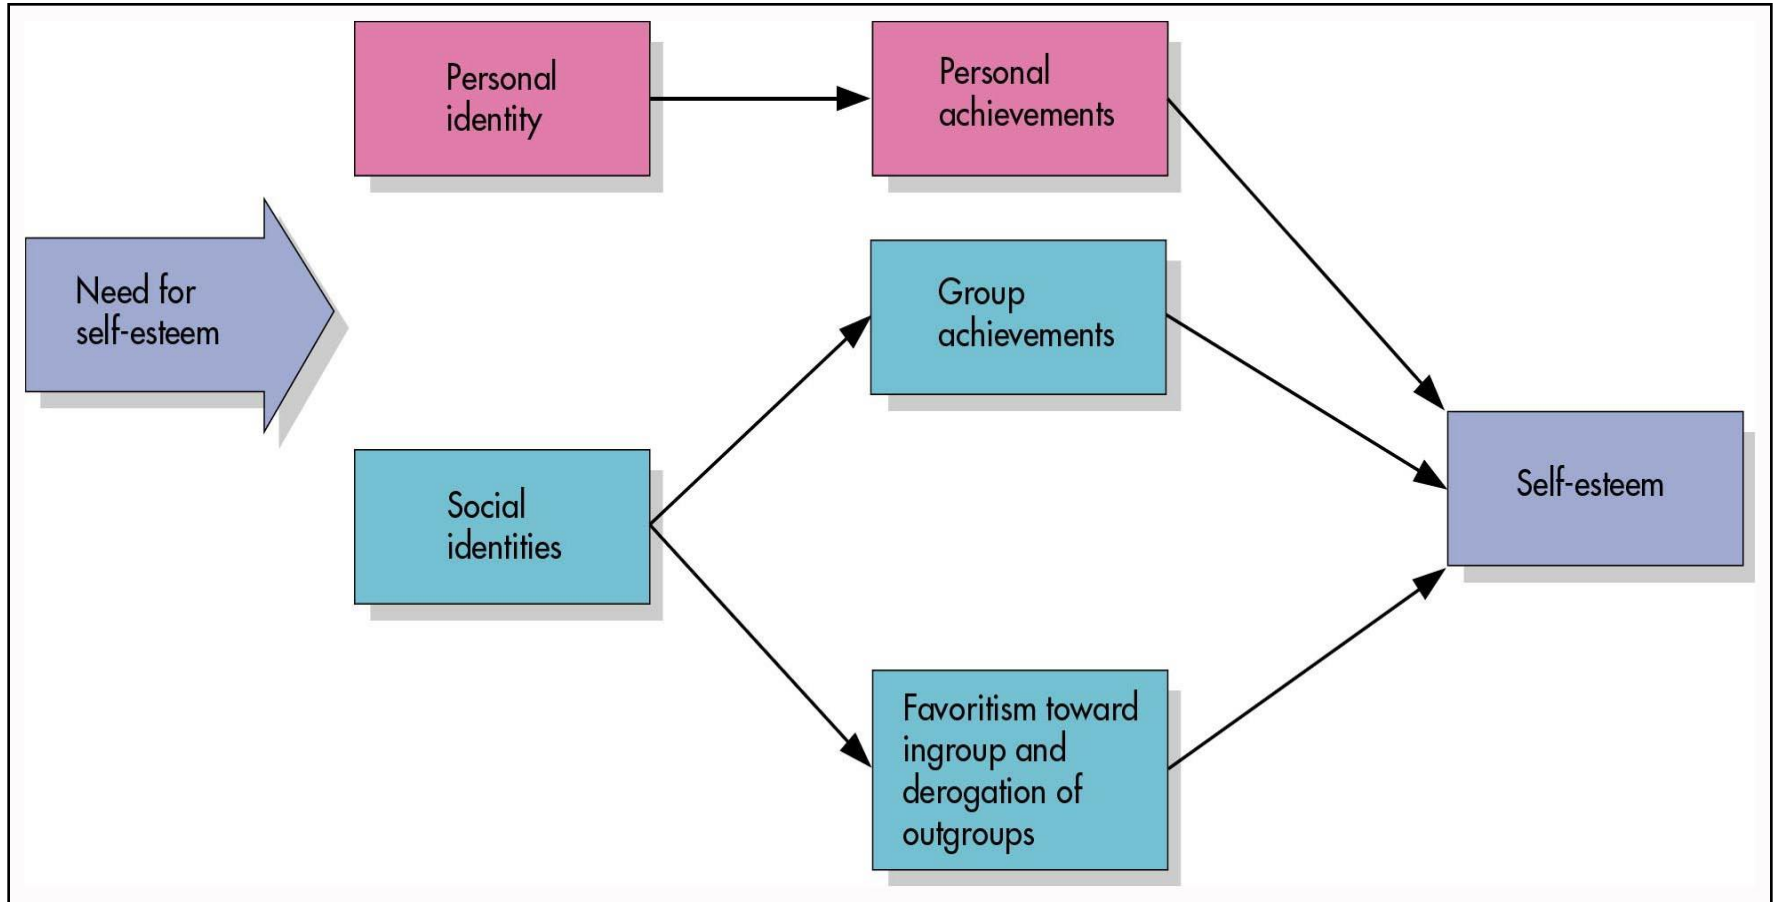 Personal
identity
Personal
achievements
Need for
self-esteem
Group
achievements
Social
identities
Self-esteem
Favoritism toward
ingroup and
derogation of
outgroups